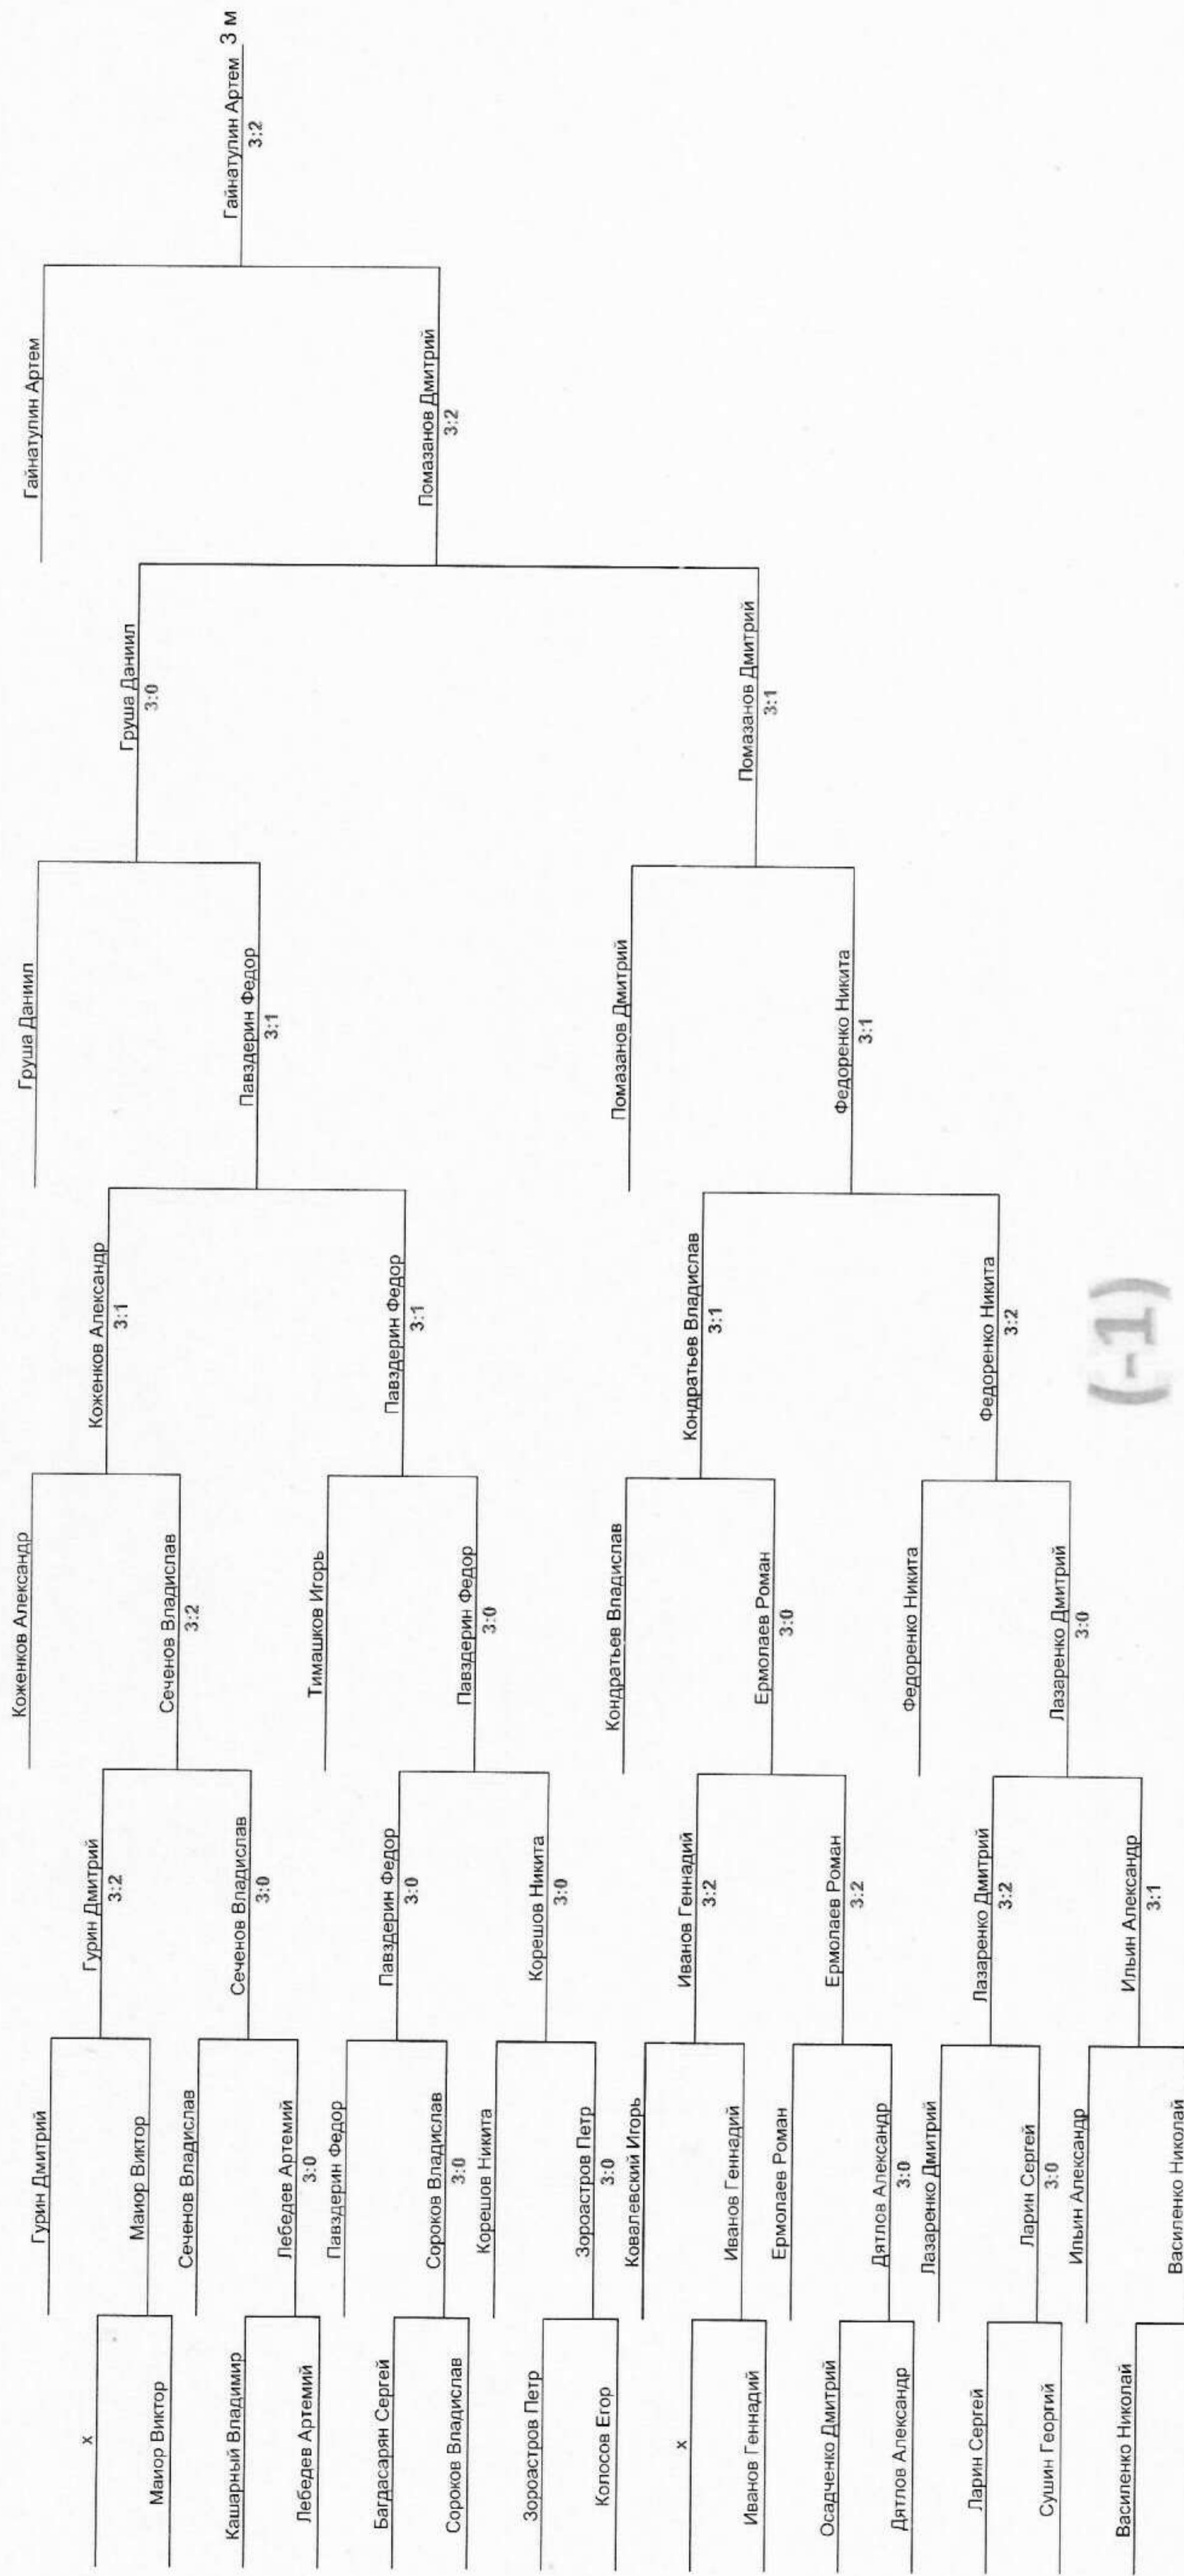 х
Маиор Виктор
Кашарный Владимир
Лебедев Артемий
Багдасарян Сергей
Сороков Владислав
Зороастров Петр
Колосов Егор
х
Иванов Геннадий
Осадченко Дмитрий
Дятлов Александр
Ларин Сергей
Сушин Георгий
Василенко Николай
Гурин Дмитрий
Маиор Виктор
Сеченов Владислав
Лебедев Артемий
3:0
Павздерин Федор
Сороков Владислав
3:0
Корешов Никита
Зороастров Петр
3:0
Ковалевский Игорь
Иванов Геннадий
Ермолаев Роман
Дятлов Александр
3:0
Лазаренко Дмитрий
Ларин Сергей
3:0
Ильин Александр
Василенко Николай
Гурин Дмитрий
3:2
Сеченов Владислав
3:0
Павздерин Федор
3:0
Корешов Никита
3:0
Иванов Геннадий
3:2
Ермолаев Роман
3:2
Лазаренко Дмитрий
3:2
Ильин Александр
3:1
Коженков Александр
Сеченов Владислав
3:2
Тимашков Игорь
Павздерин Федор
3:0
Кондратьев Владислав
Ермолаев Роман
3:0
Федоренко Никита
Лазаренко Дмитрий
3:0
Коженков Александр
3:1
Павздерин Федор
3:1
Кондратьев Владислав
3:1
Федоренко Никита
3:2
(-1)
Груша Даниил
Павздерин Федор
3:1
Помазанов Дмитрий
Федоренко Никита
3:1
Груша Даниил
3:0
Помазанов Дмитрий
3:1
Гайнатулин Артем
Помазанов Дмитрий
3:2
Гайнатулин Артем 3 м
3:2